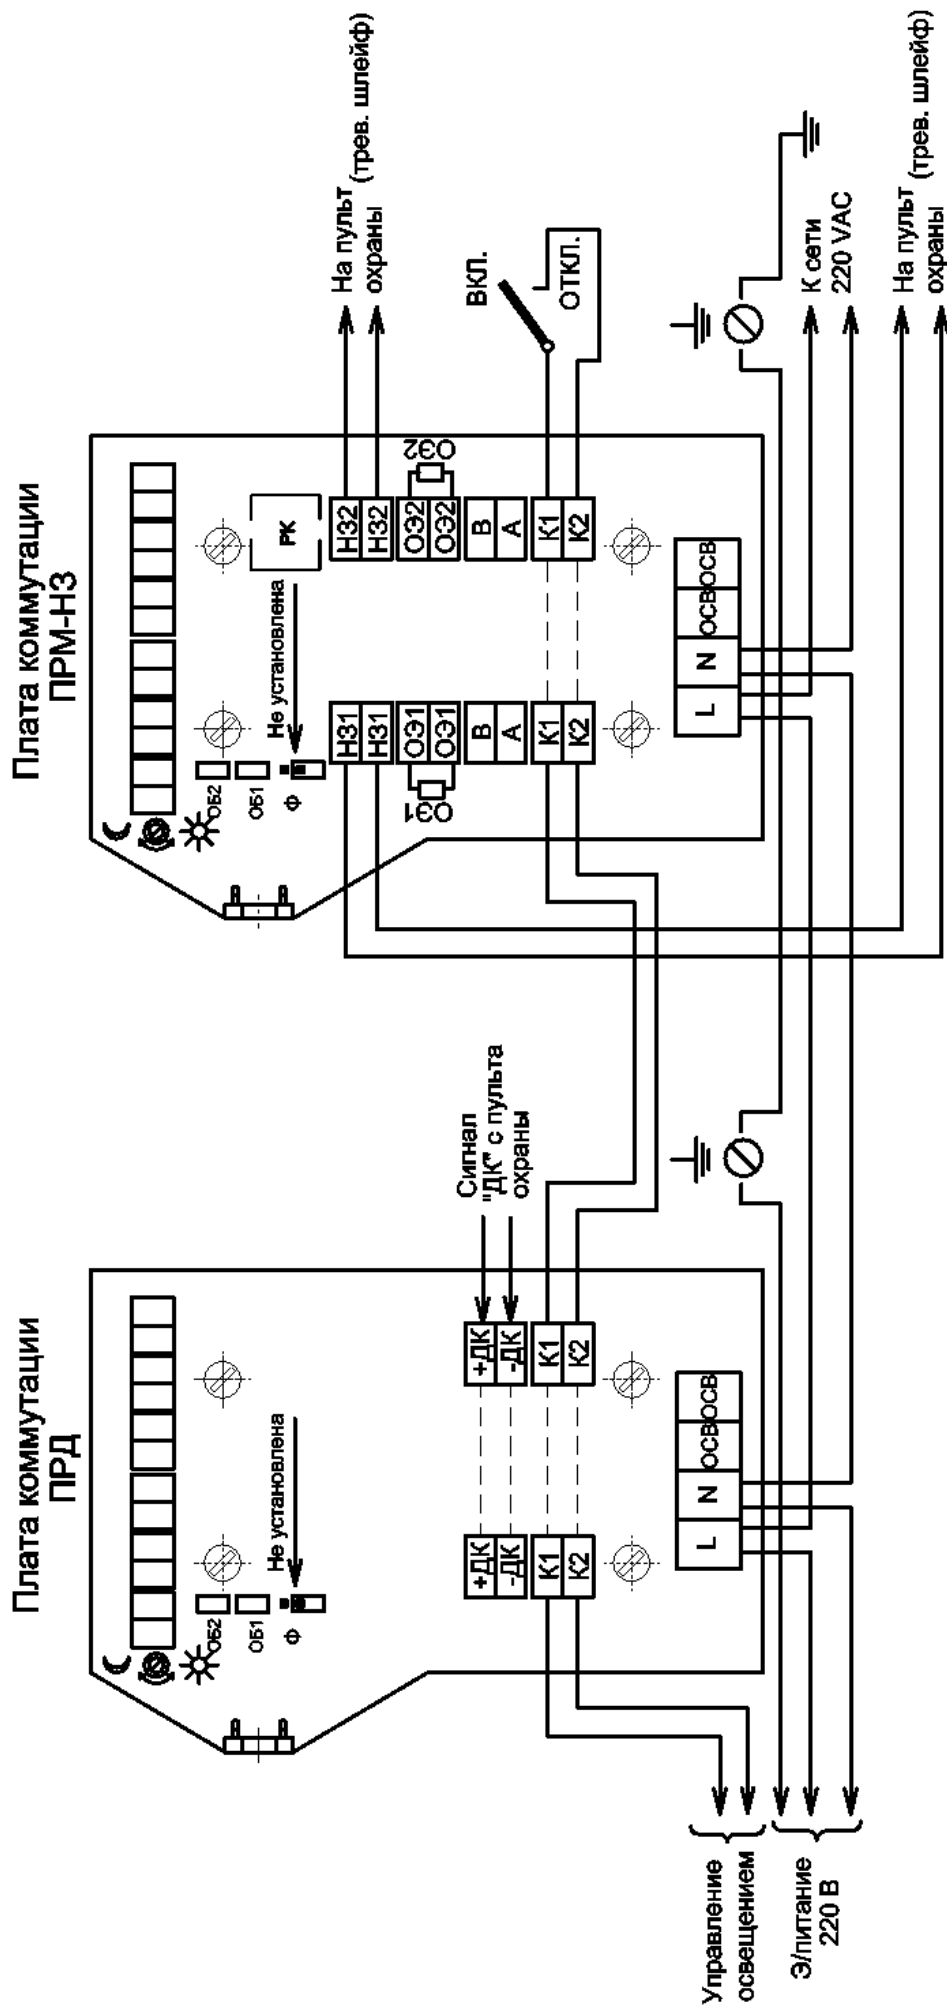 Плата коммутации
ПРД
ОБ2
ОБ1
Ф
Не установлена
+ДК
-ДК
К1
К2
+ДК
-ДК
К1
К2
Сигнал
"ДК" с пульта
охраны
L
N
ОСВ
ОСВ
Управление
освещением
Э/питание
220 В
Плата коммутации
ПРМ-НЗ
ОБ2
ОБ1
Ф
Не установлена
РК
НЗ1
НЗ1
ОЭ1
ОЭ1
ОЭ1
В
А
К1
К2
НЗ2
НЗ2
ОЭ2
ОЭ2
ОЭ2
В
А
К1
К2
L
N
ОСВ
ОСВ
На пульт
охраны
(трев. шлейф)
ВКЛ.
ОТКЛ.
К сети
220 VAC
На пульт
охраны
(трев. шлейф)